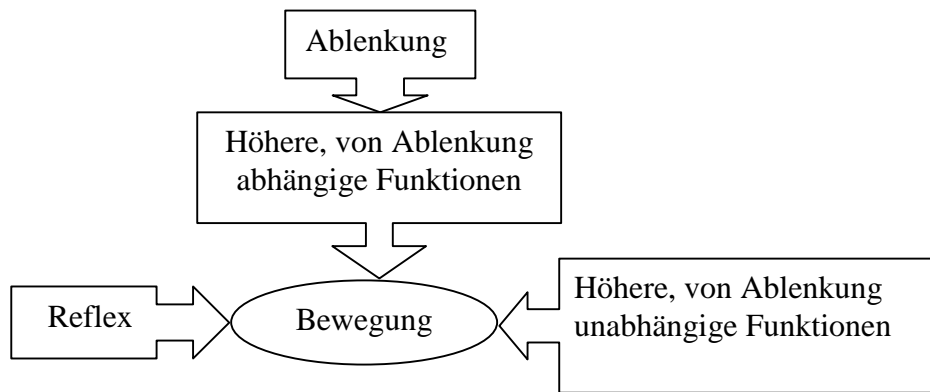 Ablenkung
Höhere, von Ablenkung
abhängige Funktionen
Reflex
Bewegung
Höhere, von Ablenkung
unabhängige Funktionen